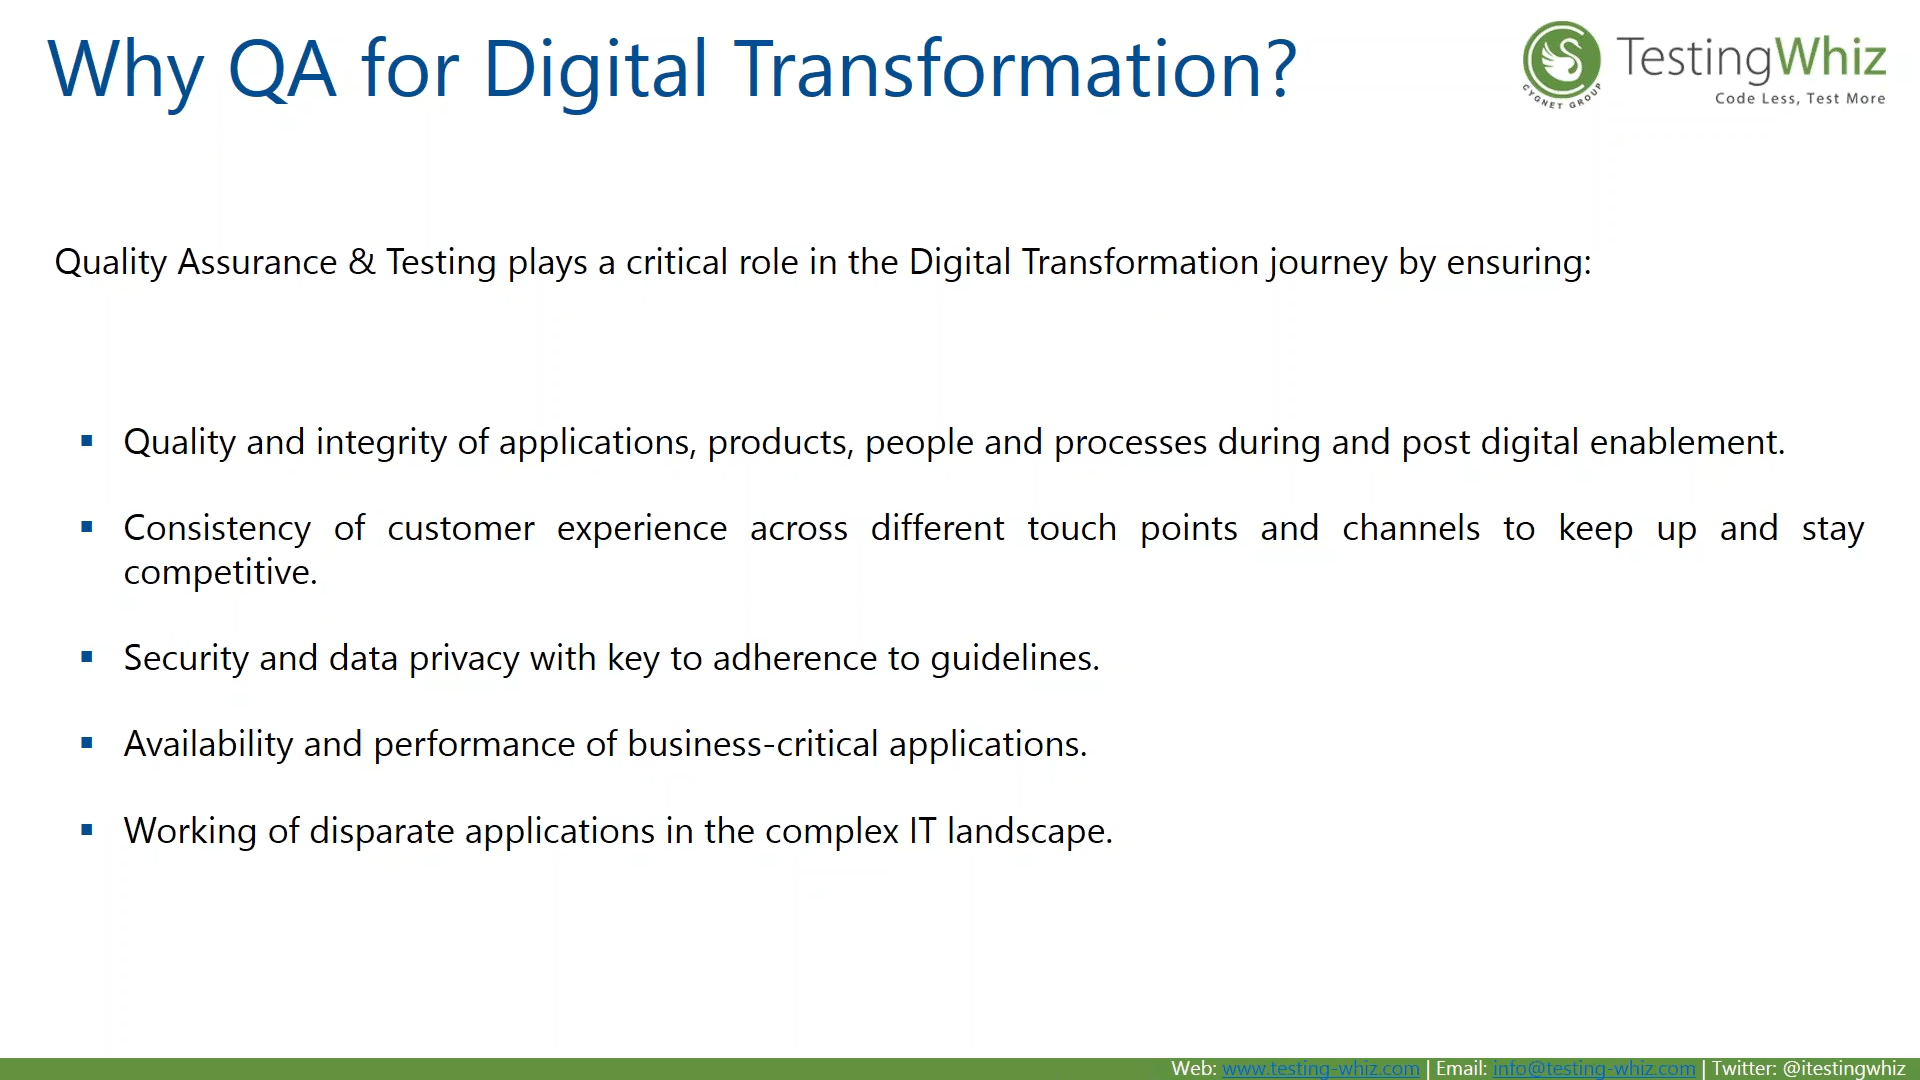 Why QA for Digital Transformation?
TestingWhiz
CYGNET GROUP
Code Less, Test More
Quality Assurance & Testing plays a critical role in the Digital Transformation journey by ensuring:
▪ Quality and integrity of applications, products, people and processes during and post digital enablement.
▪ Consistency of customer experience across different touch points and channels to keep up and stay
competitive.
▪ Security and data privacy with key to adherence to guidelines.
▪ Availability and performance of business-critical applications.
▪ Working of disparate applications in the complex IT landscape.
Web: www.testing-whiz.com | Email: info@testing-whiz.com | Twitter: @itestingwhiz